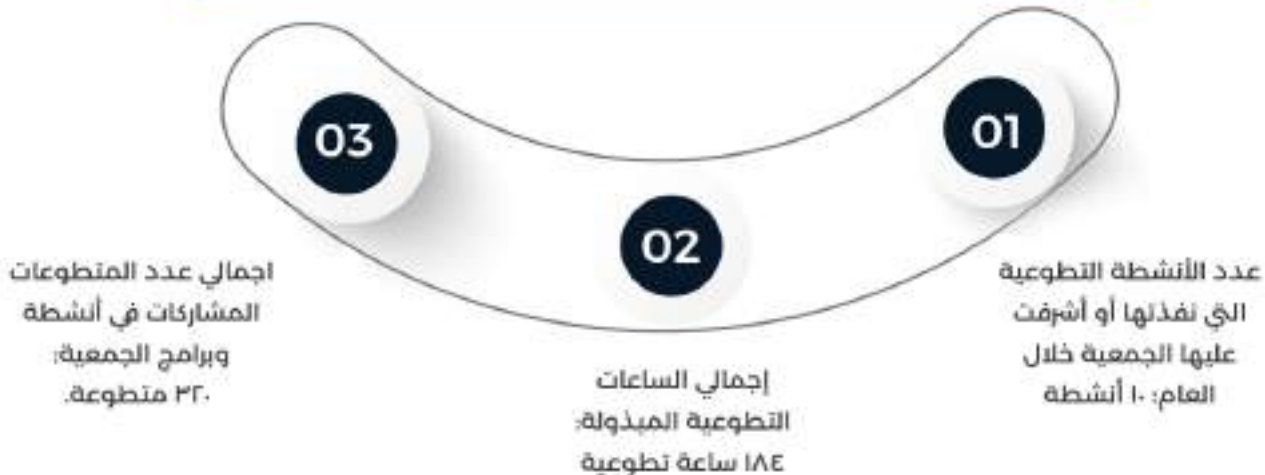 01
عدد الأنشطة التطوعية
التي نفذتها أو أشرفت
عليها الجمعية خلال
العام: ١٠ أنشطة
02
إجمالي الساعات
التطوعية المبذولة:
١٨٤ ساعة تطوعية
03
اجمالي عدد المتطوعات
المشاركات في أنشطة
وبرامج الجمعية:
٣٢٠ متطوعة.